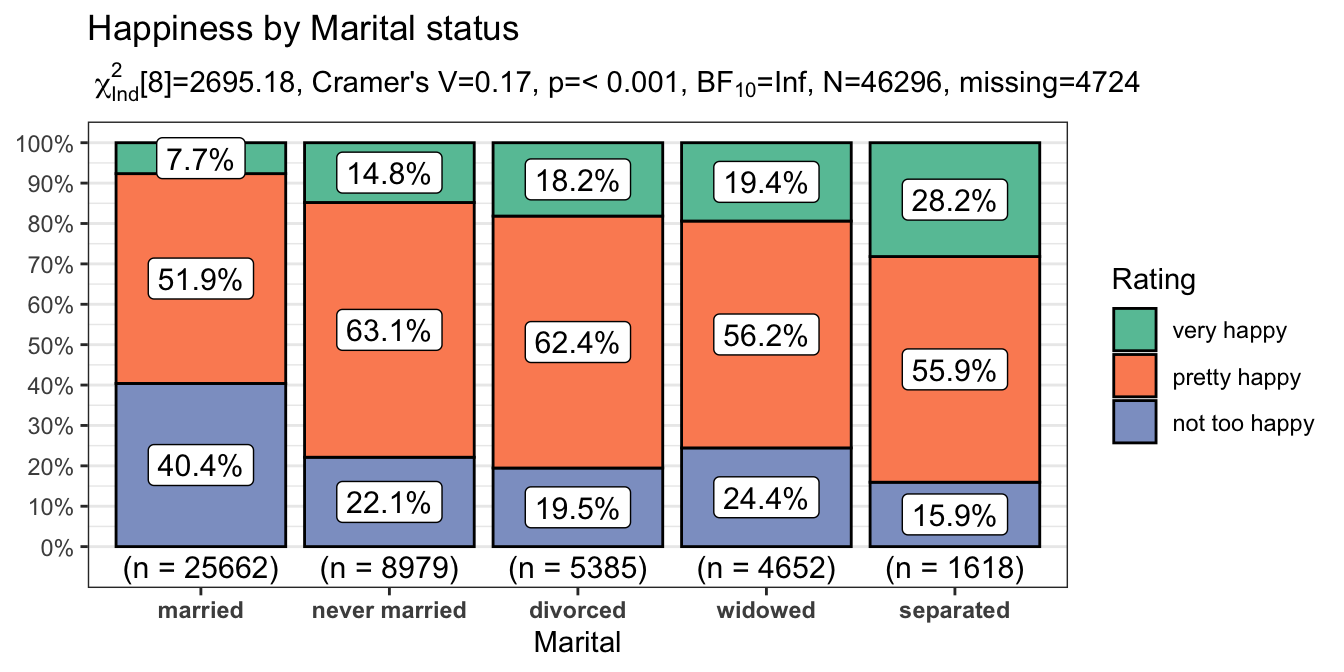 Happiness by Marital status
χ²Ind[8]=2695.18, Cramer's V=0.17, p=< 0.001, BF₁₀=Inf, N=46296, missing=4724
100%
90%
80%
70%
60%
50%
40%
30%
20%
10%
0%
7.7% 14.8% 18.2% 19.4% 28.2%
51.9% 63.1% 62.4% 56.2% 55.9%
40.4% 22.1% 19.5% 24.4% 15.9%
(n = 25662) (n = 8979) (n = 5385) (n = 4652) (n = 1618)
married never married divorced widowed separated
Marital
Rating
very happy
pretty happy
not too happy